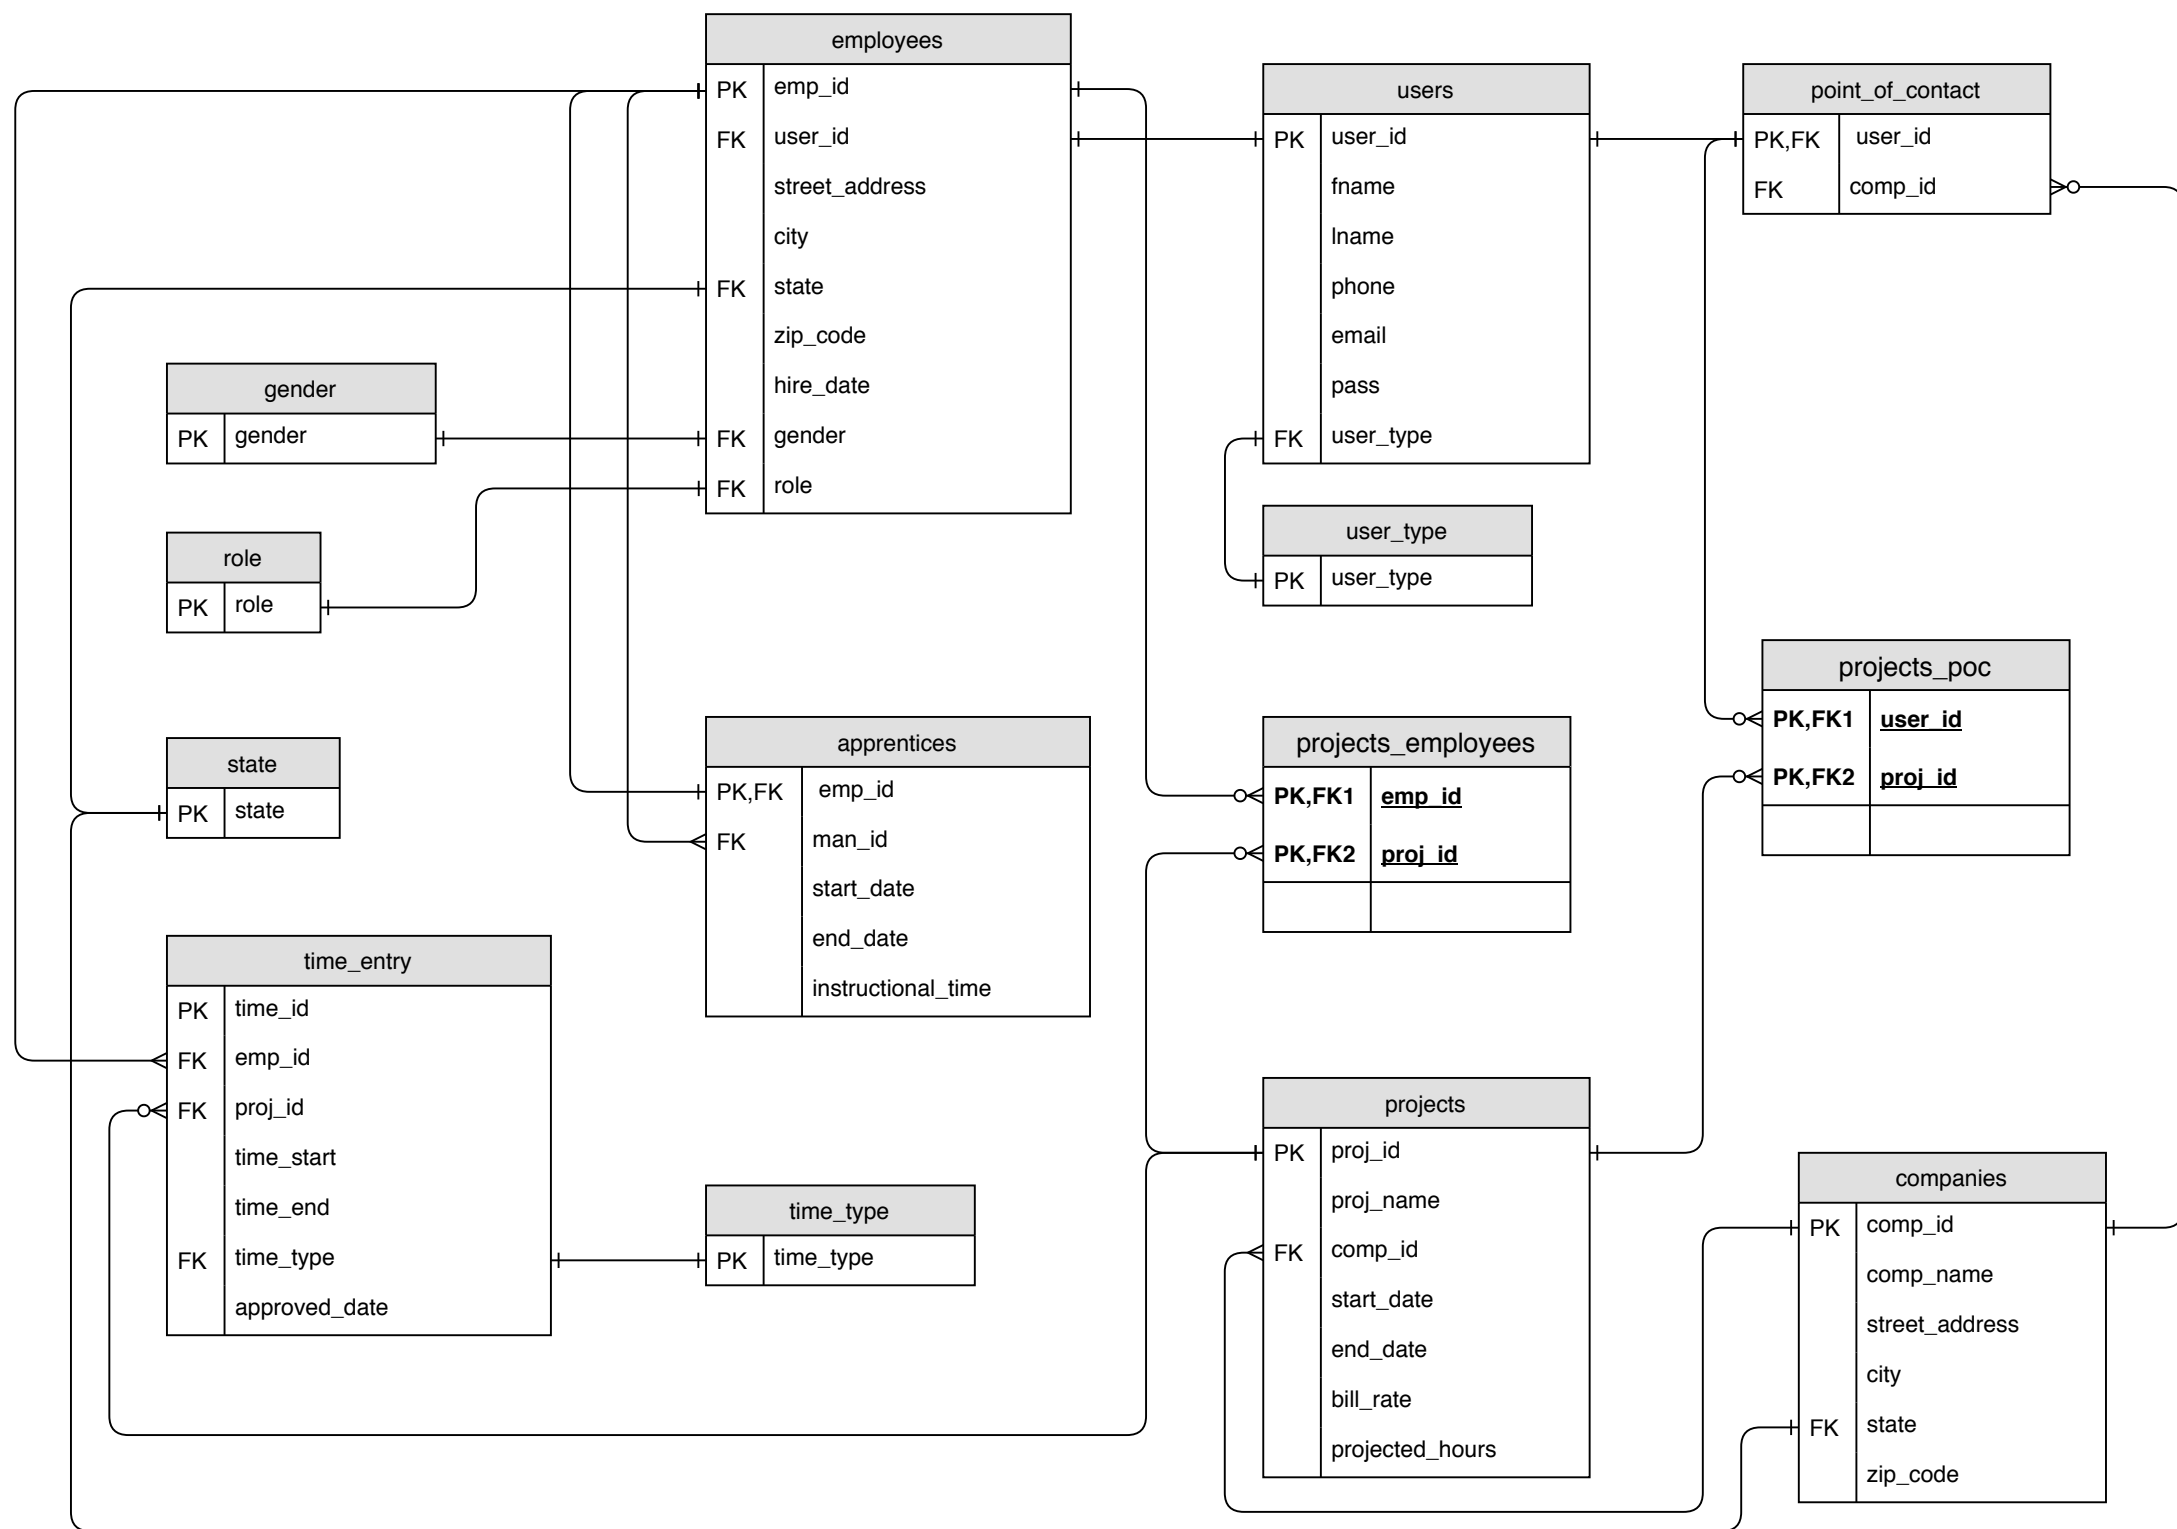 employees
PK emp_id
FK user_id
street_address
city
FK state
zip_code
hire_date
FK gender
FK role
users
PK user_id
fname
lname
phone
email
pass
FK user_type
point_of_contact
PK,FK user_id
FK comp_id
gender
PK gender
role
PK role
user_type
PK user_type
state
PK state
apprentices
PK,FK emp_id
FK man_id
start_date
end_date
instructional_time
projects_employees
PK,FK1 emp_id
PK,FK2 proj_id
projects_poc
PK,FK1 user_id
PK,FK2 proj_id
time_entry
PK time_id
FK emp_id
FK proj_id
time_start
time_end
FK time_type
approved_date
time_type
PK time_type
projects
PK proj_id
proj_name
FK comp_id
start_date
end_date
bill_rate
projected_hours
companies
PK comp_id
comp_name
street_address
city
FK state
zip_code